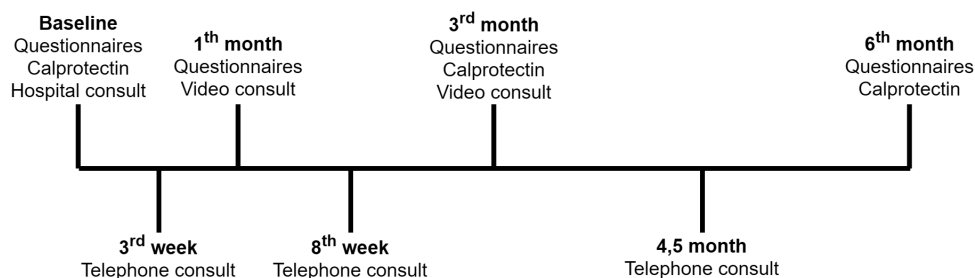 Baseline
Questionnaires
Calprotectin
Hospital consult
1th month
Questionnaires
Video consult
3rd month
Questionnaires
Calprotectin
Video consult
6th month
Questionnaires
Calprotectin
3rd week
Telephone consult
8th week
Telephone consult
4,5 month
Telephone consult